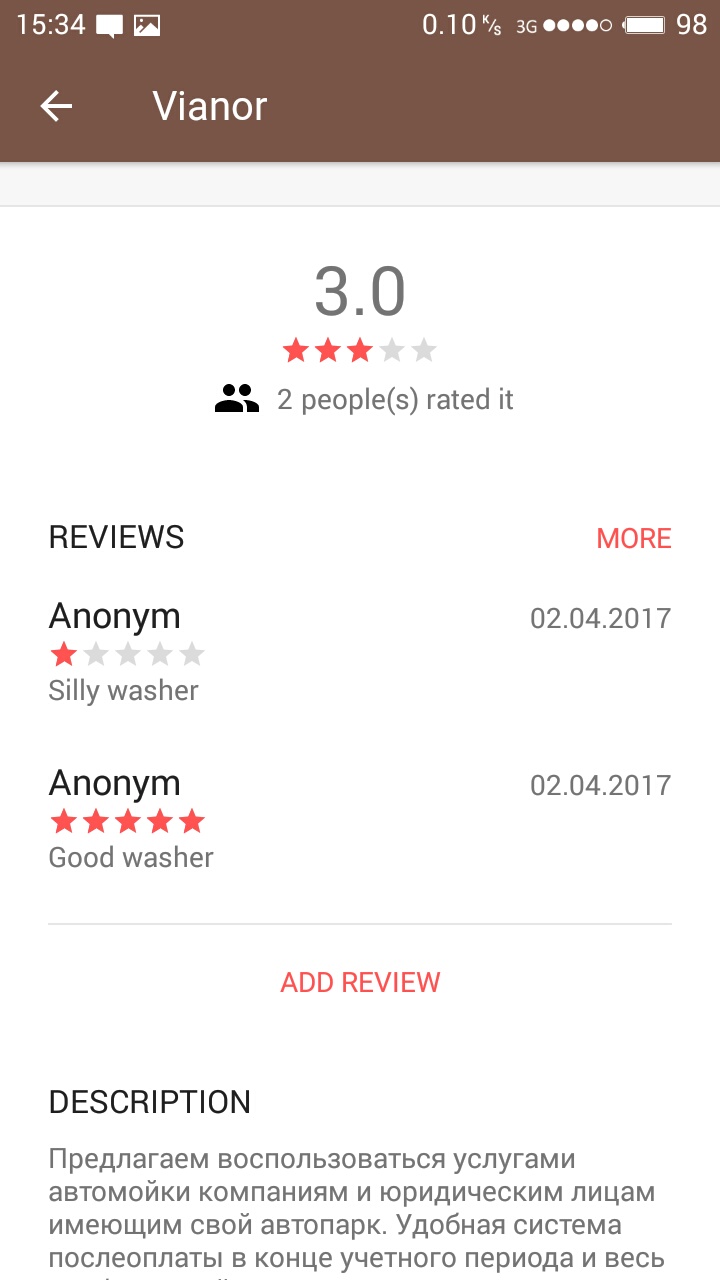 15:34 0.10 K/s 3G 98
Vianor
3.0
2 people(s) rated it
REVIEWS MORE
Anonym 02.04.2017
Silly washer
Anonym 02.04.2017
Good washer
ADD REVIEW
DESCRIPTION
Предлагаем воспользоваться услугами
автомойки компаниям и юридическим лицам
имеющим свой автопарк. Удобная система
послеоплаты в конце учетного периода и весь